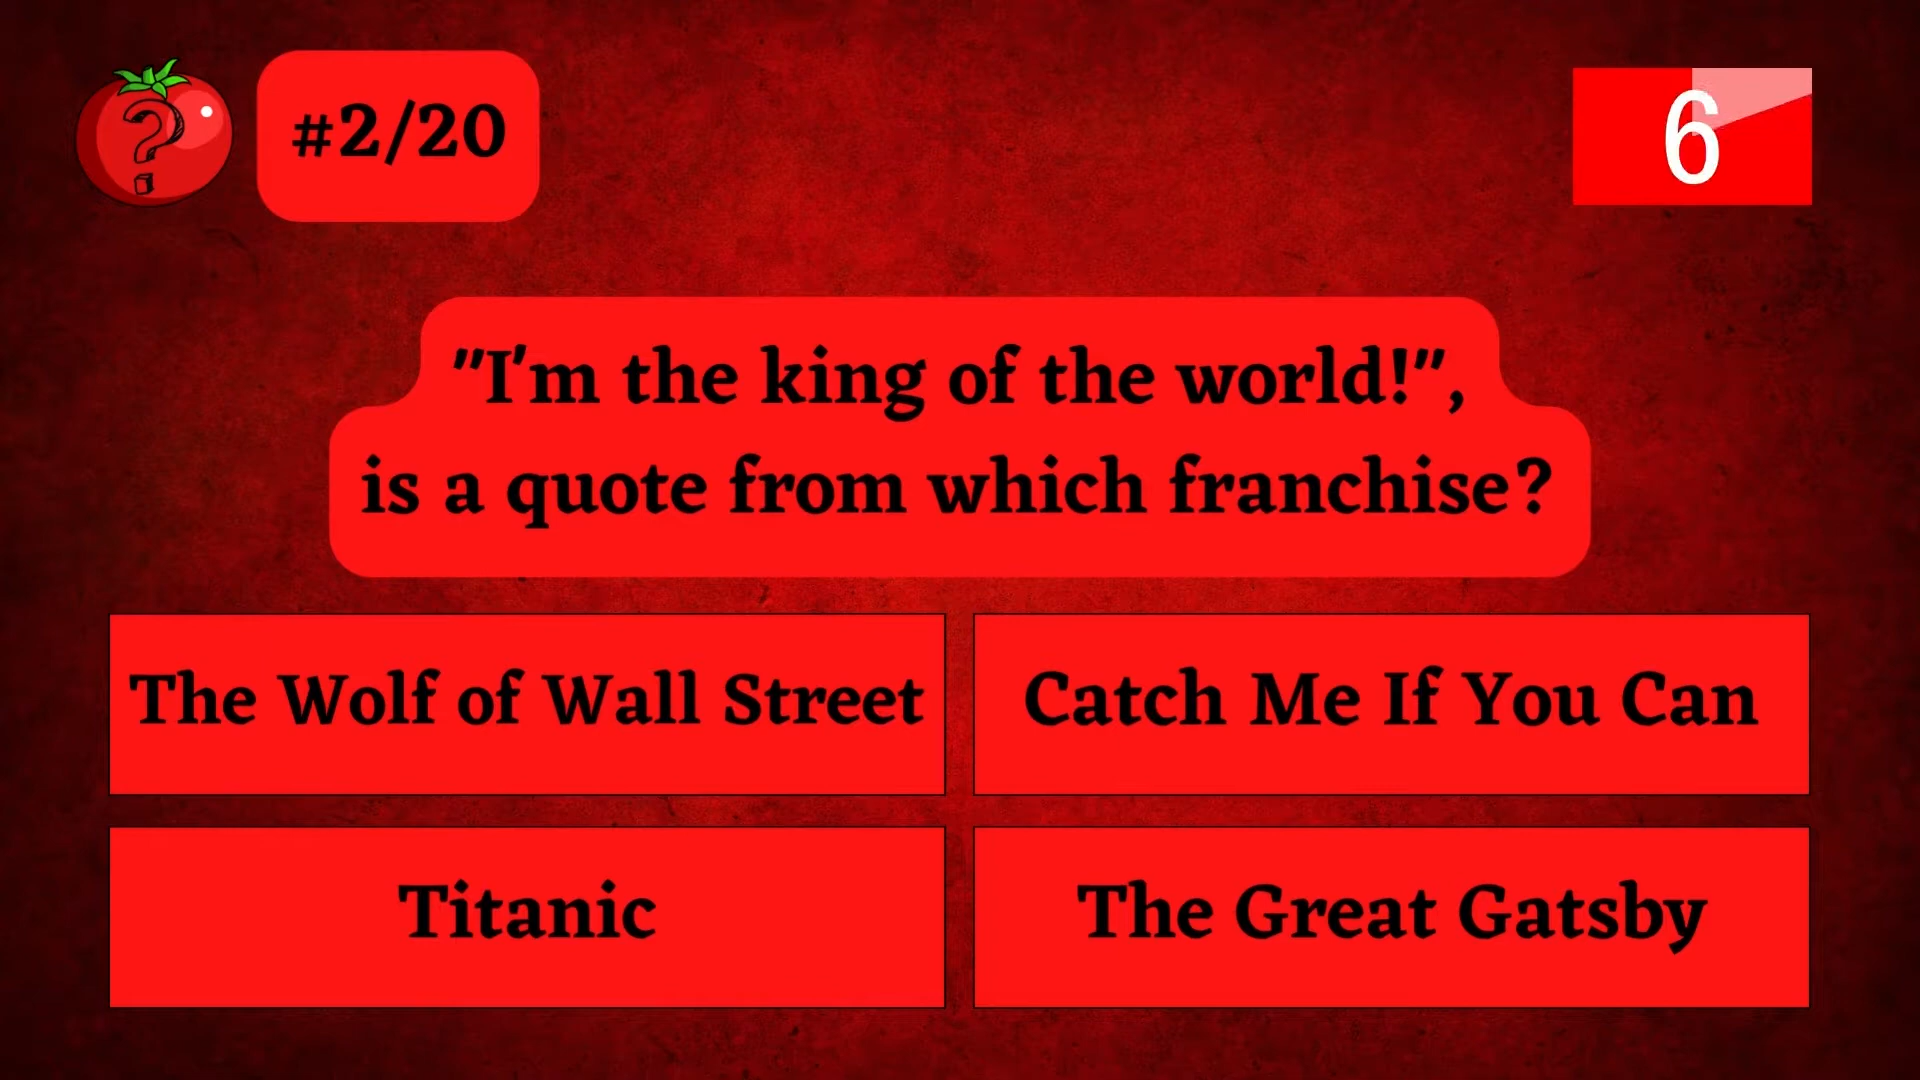 ?
#2/20
6
"I'm the king of the world!",
is a quote from which franchise?
The Wolf of Wall Street
Catch Me If You Can
Titanic
The Great Gatsby